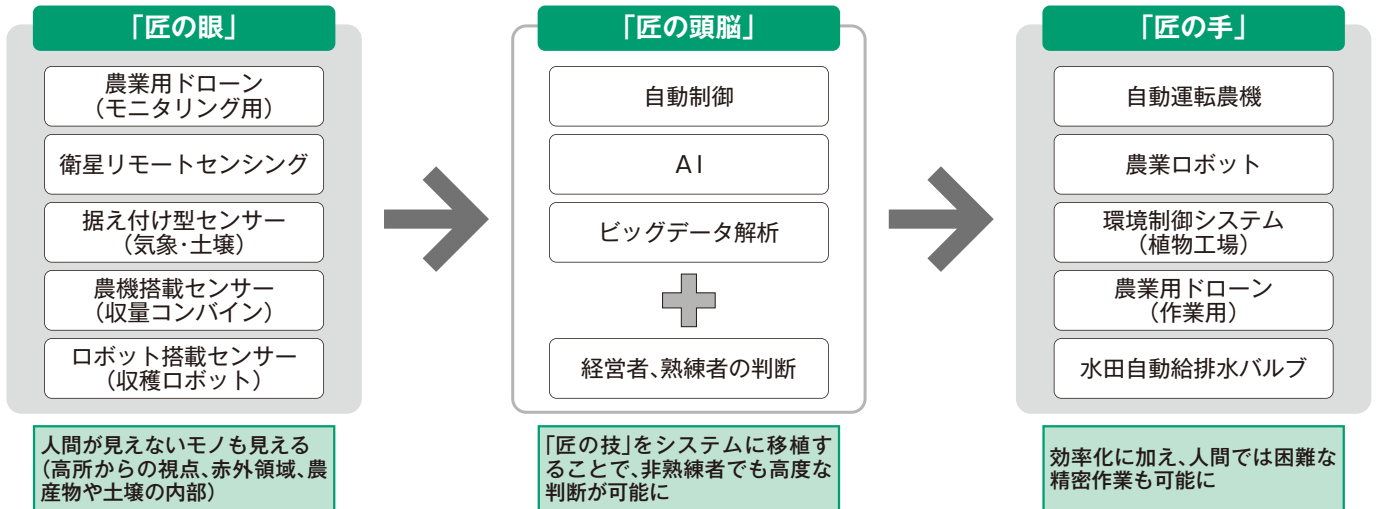 「匠の眼」
農業用ドローン
(モニタリング用)
衛星リモートセンシング
据え付け型センサー
(気象・土壌)
農機搭載センサー
(収量コンバイン)
ロボット搭載センサー
(収穫ロボット)
人間が見えないモノも見える
(高所からの視点、赤外領域、農
産物や土壌の内部)
「匠の頭脳」
自動制御
AI
ビッグデータ解析
経営者、熟練者の判断
「匠の技」をシステムに移植す
ることで、非熟練者でも高度な
判断が可能に
「匠の手」
自動運転農機
農業ロボット
環境制御システム
(植物工場)
農業用ドローン
(作業用)
水田自動給排水バルブ
効率化に加え、人間では困難な
精密作業も可能に